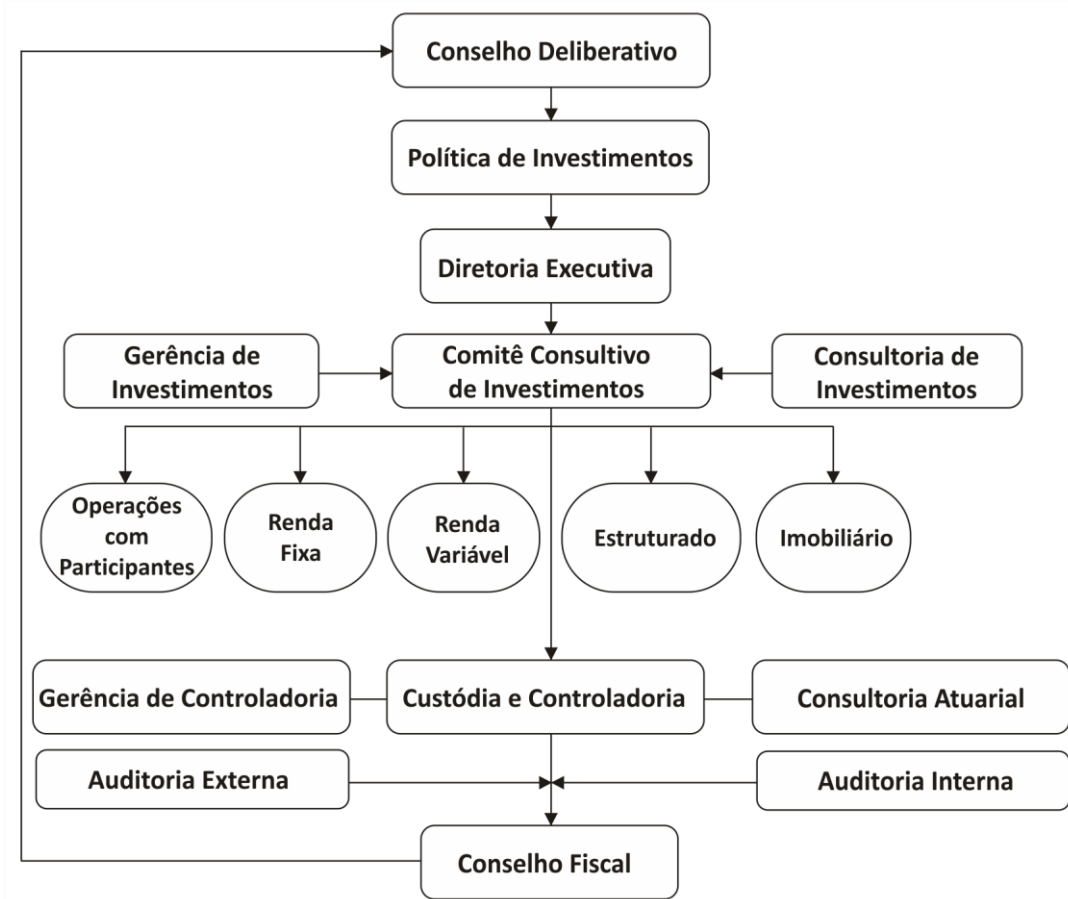 Conselho Deliberativo
Política de Investimentos
Diretoria Executiva
Gerência de
Investimentos
Comitê Consultivo
de Investimentos
Consultoria de
Investimentos
Operações
com
Participantes
Renda
Fixa
Renda
Variável
Estruturado
Imobiliário
Gerência de Controladoria
Custódia e Controladoria
Consultoria Atuarial
Auditoria Externa
Auditoria Interna
Conselho Fiscal